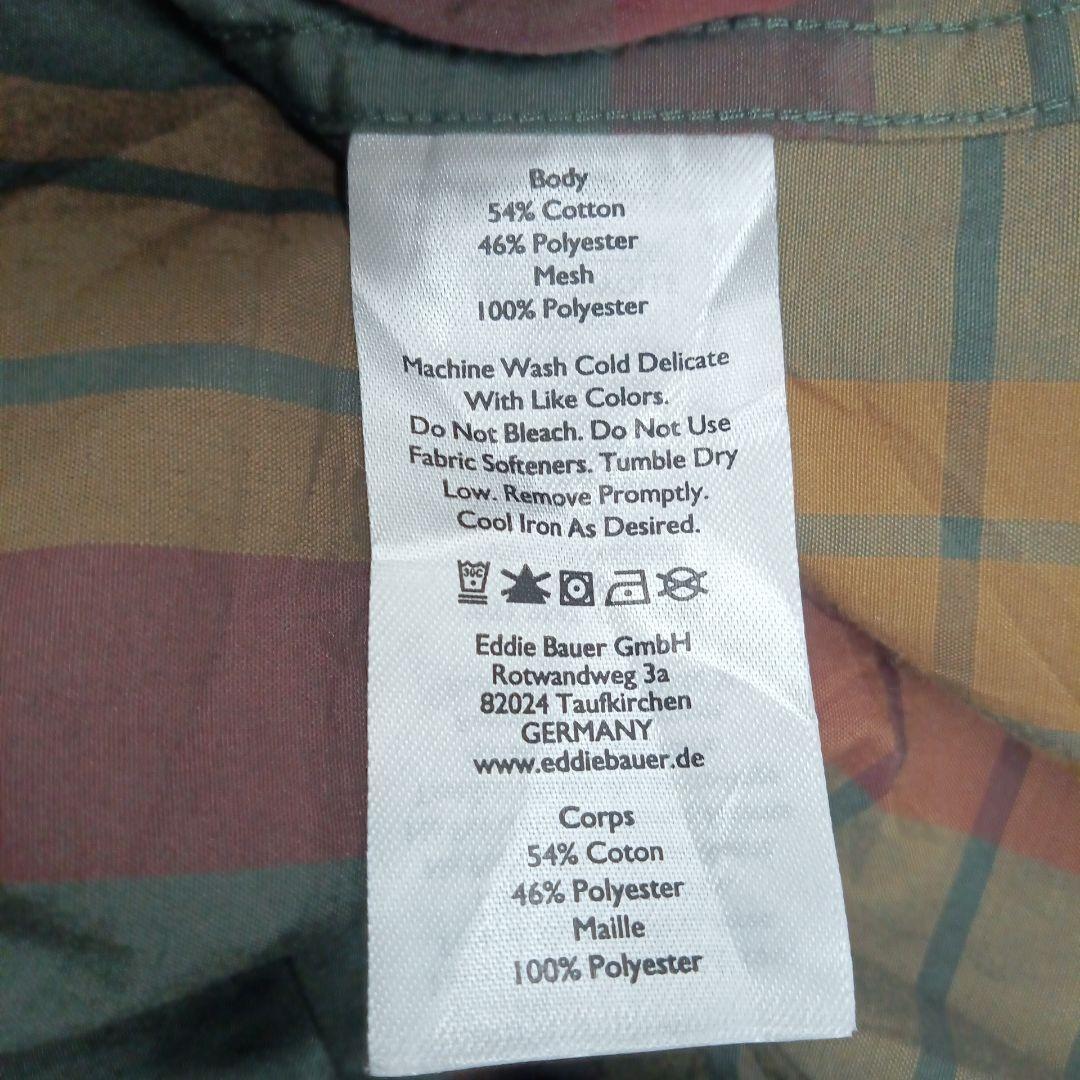 Body
54% Cotton
46% Polyester
Mesh
100% Polyester
Machine Wash Cold Delicate
With Like Colors.
Do Not Bleach. Do Not Use
Fabric Softeners. Tumble Dry
Low. Remove Promptly.
Cool Iron As Desired.
30C
Eddie Bauer GmbH
Rotwandweg 3a
82024 Taufkirchen
GERMANY
www.eddiebauer.de
Corps
54% Coton
46% Polyester
Maille
100% Polyester